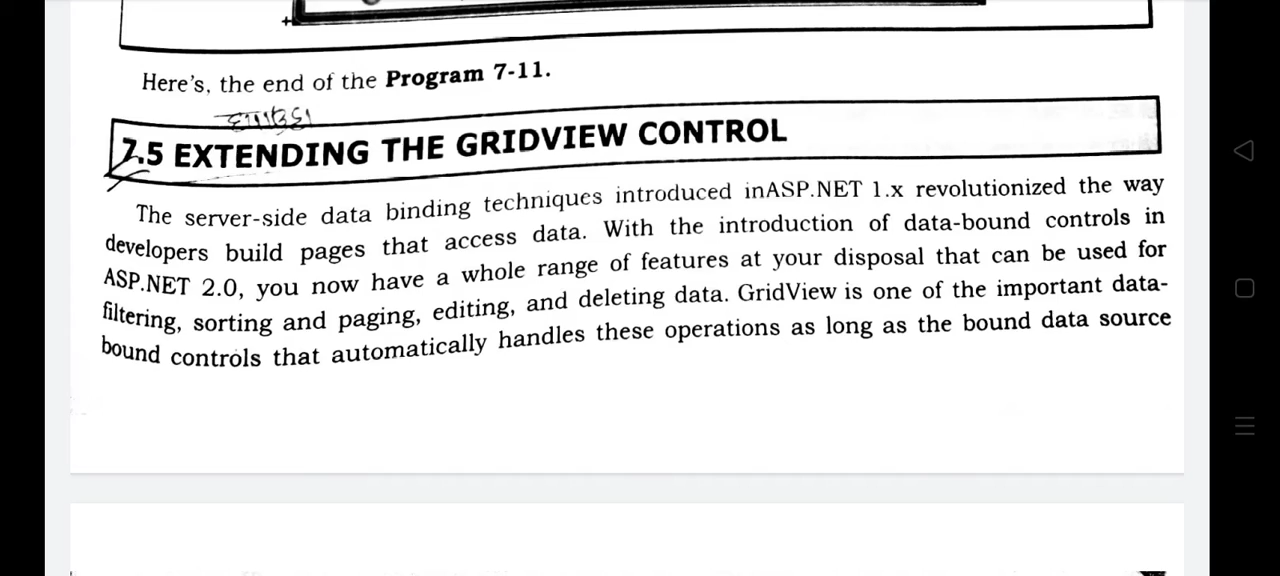 Here's, the end of the Program 7-11.
7.5 EXTENDING THE GRIDVIEW CONTROL
The server-side data binding techniques introduced inASP.NET 1.x revolutionized the way
developers build pages that access data. With the introduction of data-bound controls in
ASP.NET 2.0, you now have a whole range of features at your disposal that can be used for
filtering, sorting and paging, editing, and deleting data. GridView is one of the important data-
bound controls that automatically handles these operations as long as the bound data source